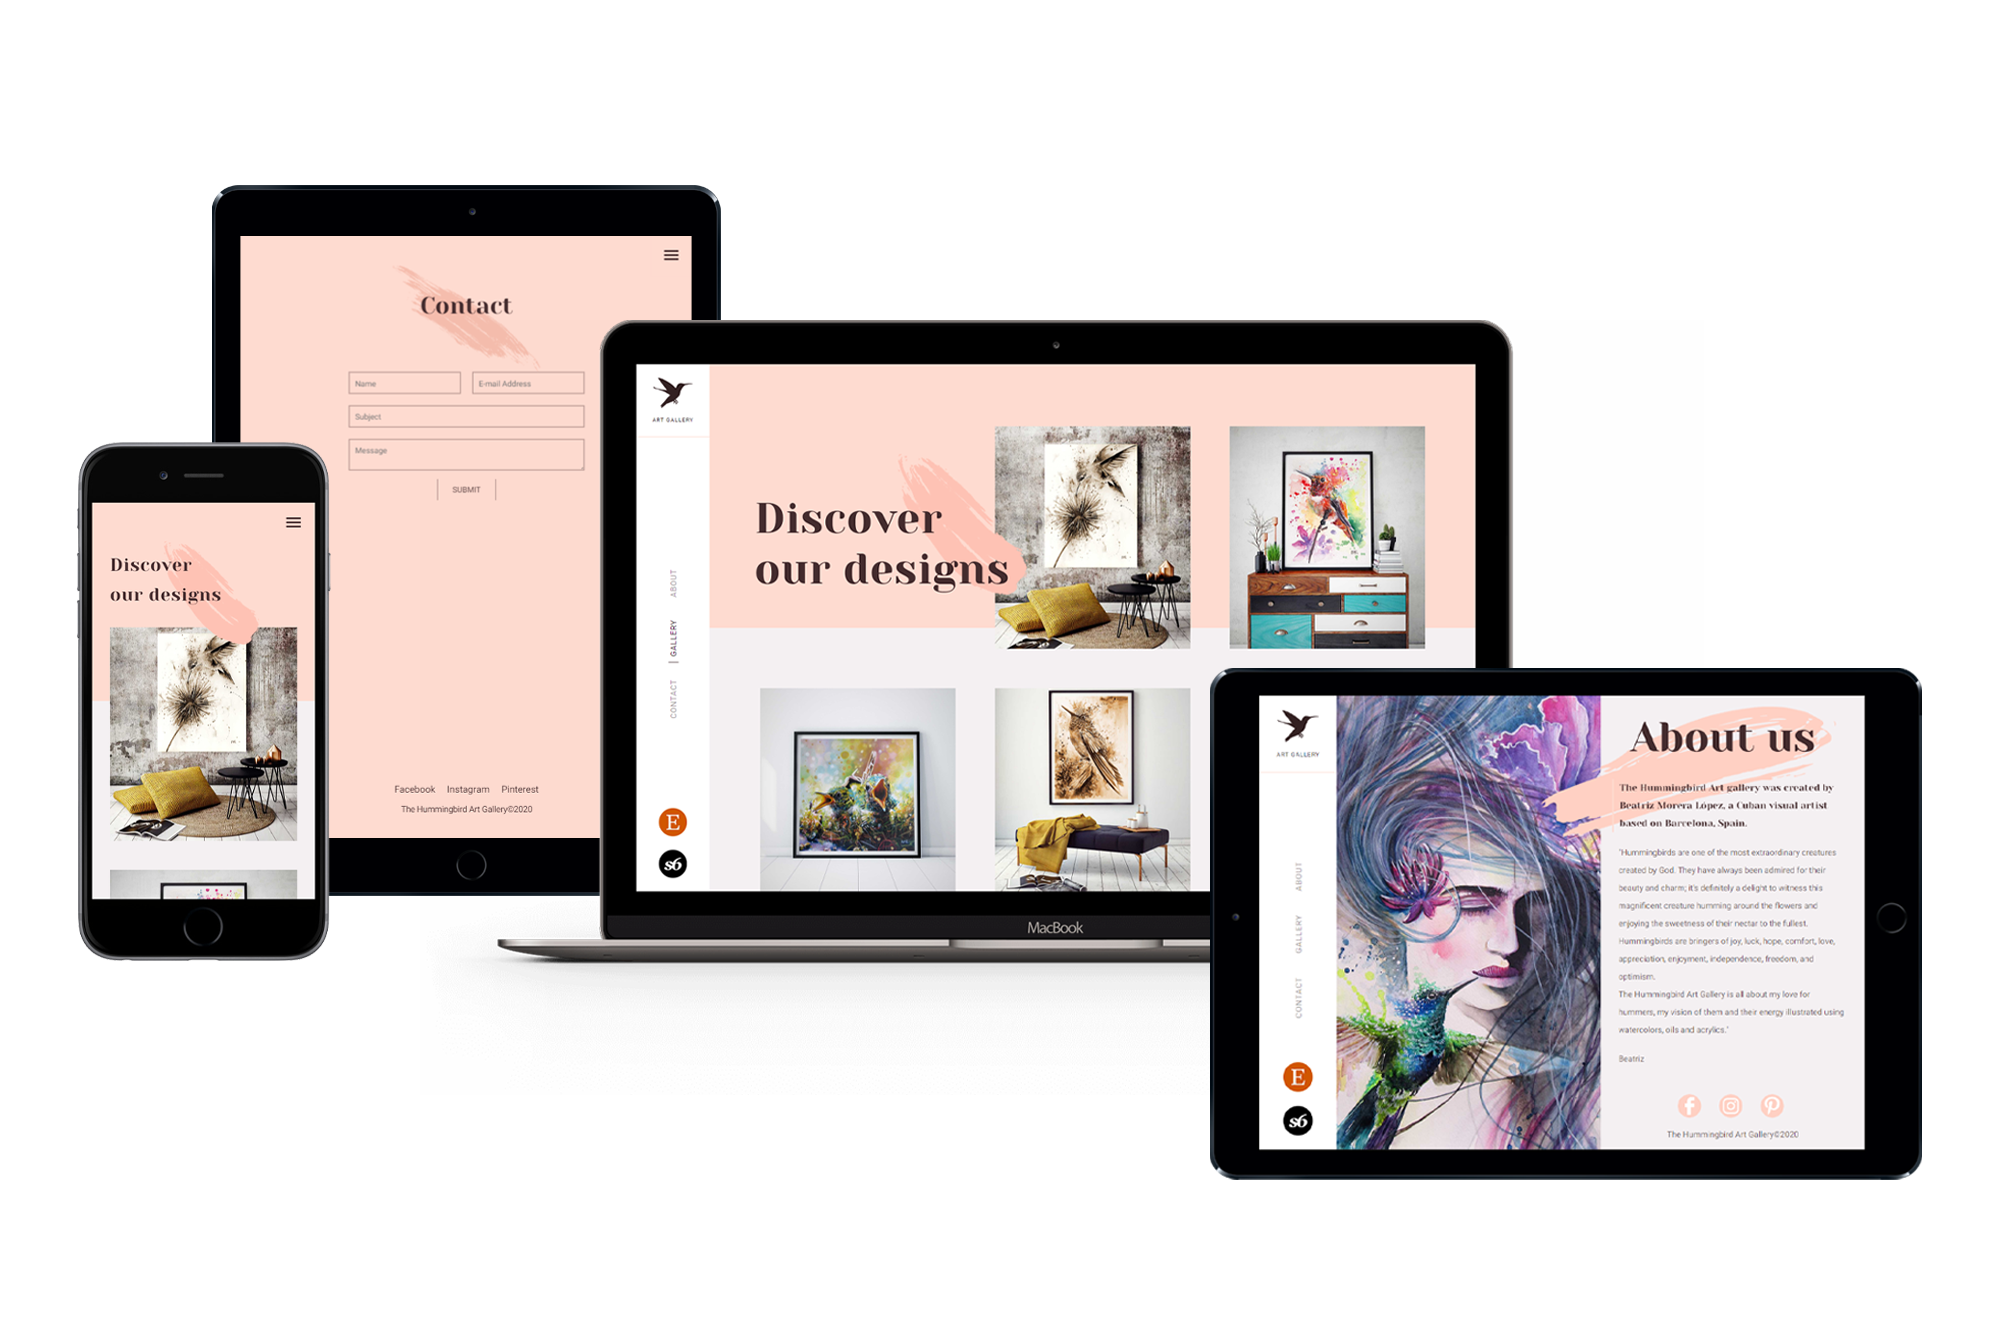 Contact
Name
E-mail Address
Subject
Message
SUBMIT
Facebook Instagram Pinterest
The Hummingbird Art Gallery©2020
Discover
our designs
ART GALLERY
ABOUT
GALLERY
CONTACT
E
s6
Discover
our designs
MacBook
ART GALLERY
ABOUT
GALLERY
CONTACT
E
s6
About us
The Hummingbird Art gallery was created by
Beatriz Morera López, a Cuban visual artist
based on Barcelona, Spain.
'Hummingbirds are one of the most extraordinary creatures
created by God. They have always been admired for their
beauty and charm; it's definitely a delight to witness this
magnificent creature humming around the flowers and
enjoying the sweetness of their nectar to the fullest.
Hummingbirds are bringers of joy, luck, hope, comfort, love,
appreciation, enjoyment, independence, freedom, and
optimism.
The Hummingbird Art Gallery is all about my love for
hummers, my vision of them and their energy illustrated using
watercolors, oils and acrylics.'
Beatriz
The Hummingbird Art Gallery©2020